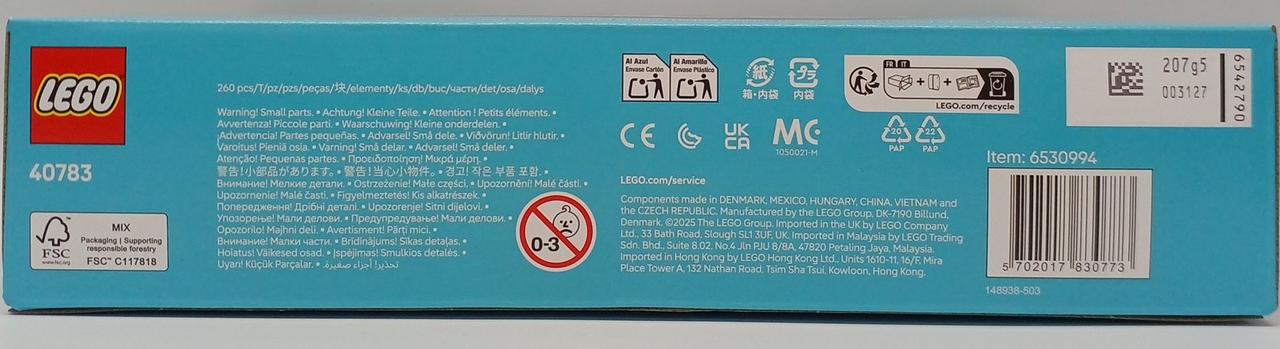 LEGO
40783
FSC
www.fsc.org
MIX
Packaging | Supporting
responsible forestry
FSC™ C117818
260 pcs/T/pz/pzs/peças/块/elementy/ks/db/buc/части/det/osa/dalys
Warning! Small parts. • Achtung! Kleine Teile. • Attention ! Petits éléments. •
Avvertenza! Piccole parti. • Waarschuwing! Kleine onderdelen. •
¡Advertencia! Partes pequeñas. • Advarsel! Små dele. • Viðvörun! Litlir hlutir. •
Varoitus! Pieniä osia. • Varning! Små delar. • Advarsel! Små deler. •
Atenção! Pequenas partes. • Προειδοποίηση! Μικρά μέρη. •
警告!小部品があります。 • 警告!当心小物件。 • 경고! 작은 부품 포함. •
Внимание! Мелкие детали. • Ostrzeżenie! Małe części. • Upozornění! Malé části. •
Upozornenie! Malé časti. • Figyelmeztetés! Kis alkatrészek. •
Попередження! Дрібні деталі. • Upozorenje! Sitni dijelovi. •
Упозорење! Мали делови. • Предупредување! Мали делови. •
Opozorilo! Majhni deli. • Avertisment! Părți mici. •
Внимание! Малки части. • Brīdinājums! Sīkas detaļas. •
Hoiatus! Väikesed osad. • Įspėjimas! Smulkios detalės. •
Uyarı! Küçük Parçalar. • تحذير! أجزاء صغيرة.
0-3
Al Azul
Envase Cartón
Al Amarillo
Envase Plástico
紙
箱・内袋
プラ
内袋
FR IT
LEGO.com/recycle
CE
UK
CA
MC
1050021-M
20
PAP
22
PAP
LEGO.com/service
Components made in DENMARK, MEXICO, HUNGARY, CHINA, VIETNAM and
the CZECH REPUBLIC. Manufactured by the LEGO Group, DK-7190 Billund,
Denmark. ©2025 The LEGO Group. Imported in the UK by LEGO Company
Ltd., 33 Bath Road, Slough SL1 3UF, UK. Imported in Malaysia by LEGO Trading
Sdn. Bhd., Suite 8.02. No.4 Jln PJU 8/8A, 47820 Petaling Jaya, Malaysia.
Imported in Hong Kong by LEGO Hong Kong Ltd., Units 1610-11, 16/F, Mira
Place Tower A, 132 Nathan Road, Tsim Sha Tsui, Kowloon, Hong Kong.
207g5
003127
6542790
Item: 6530994
5 702017 830773
148938-503